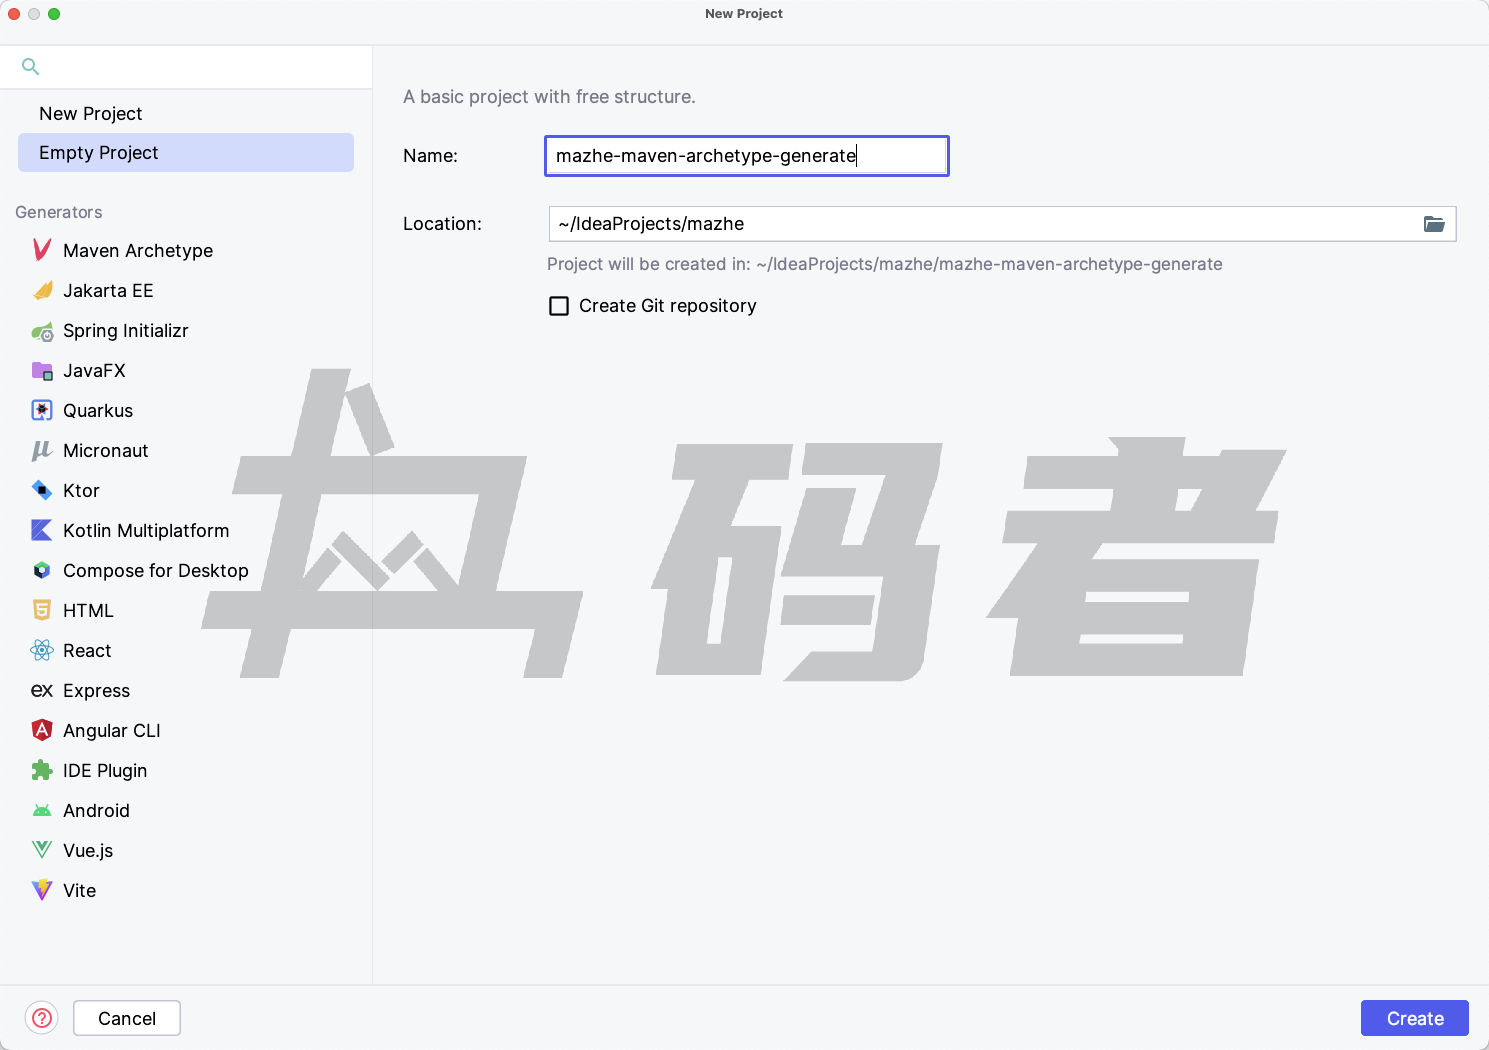 New Project
New Project
Empty Project
Generators
Maven Archetype
Jakarta EE
Spring Initializr
JavaFX
Quarkus
Micronaut
Ktor
Kotlin Multiplatform
Compose for Desktop
HTML
React
ex Express
Angular CLI
IDE Plugin
Android
Vue.js
Vite
A basic project with free structure.
Name: mazhe-maven-archetype-generate
Location: ~/IdeaProjects/mazhe
Project will be created in: ~/IdeaProjects/mazhe/mazhe-maven-archetype-generate
Create Git repository
码者
? Cancel
Create